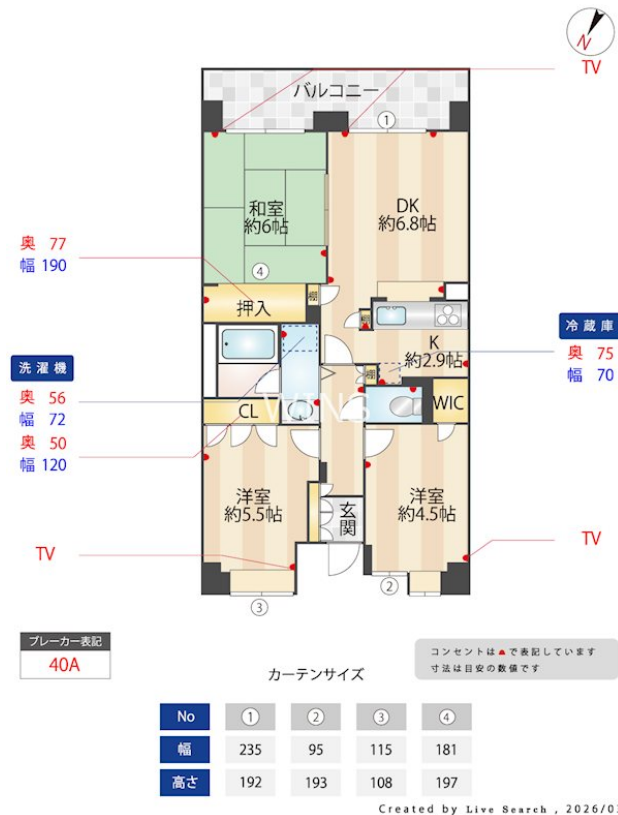 N
TV
バルコニー
①
和室
約6帖
DK
約6.8帖
奥 77
幅 190
④
押入
棚
棚
冷蔵庫
K
約2.9帖
奥 75
幅 70
洗濯機
棚
奥 56
幅 72
WINS
CL
WIC
奥 50
幅 120
洋室
約5.5帖
玄関
洋室
約4.5帖
TV
TV
②
③
ブレーカー表記
40A
コンセントは で表記しています
寸法は目安の数値です
カーテンサイズ
No ① ② ③ ④
幅 235 95 115 181
高さ 192 193 108 197
Created by Live Search , 2026/03